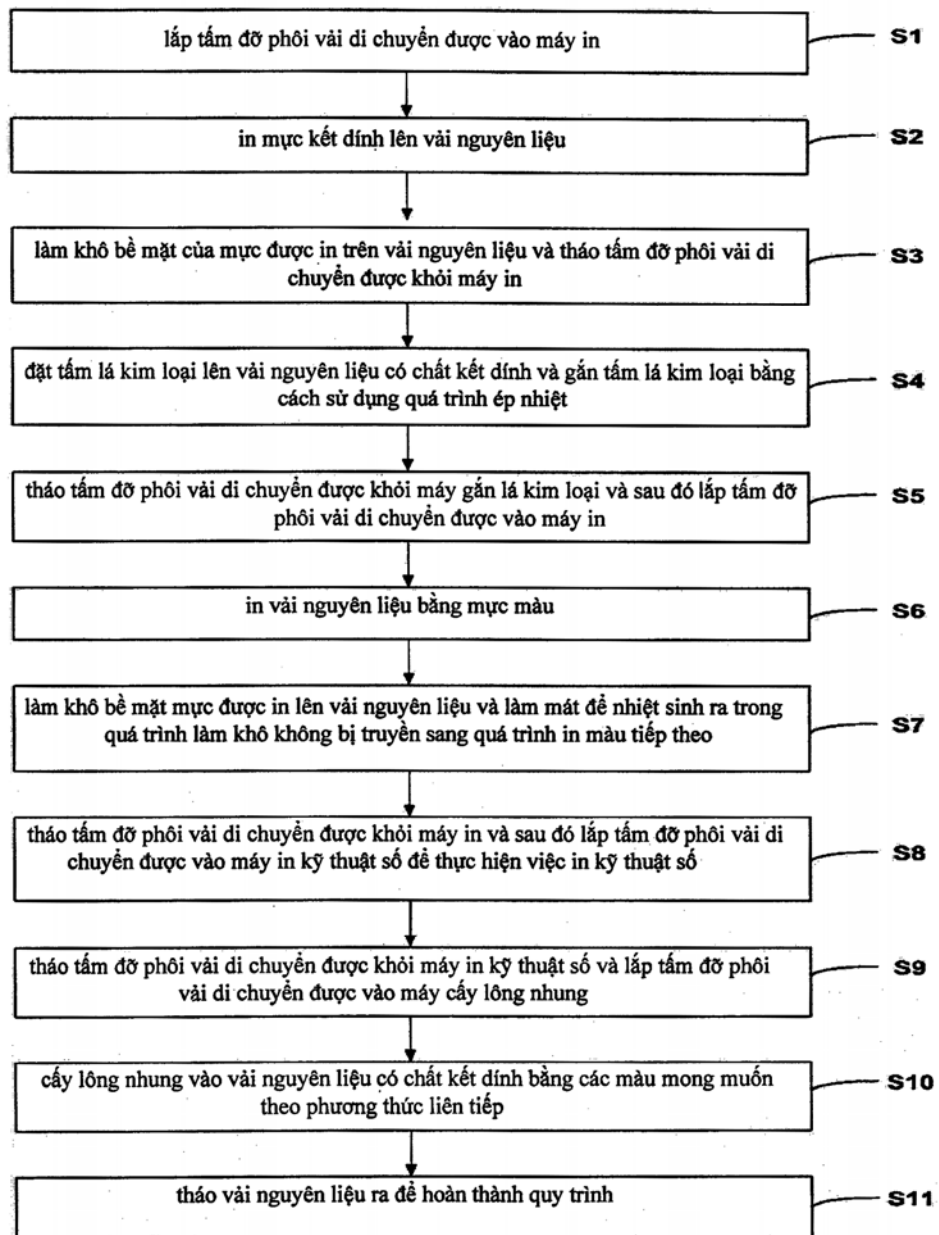 lắp tấm đỡ phôi vải di chuyển được vào máy in
S1
in mực kết dính lên vải nguyên liệu
S2
làm khô bề mặt của mực được in trên vải nguyên liệu và tháo tấm đỡ phôi vải di
chuyển được khỏi máy in
S3
đặt tấm lá kim loại lên vải nguyên liệu có chất kết dính và gắn tấm lá kim loại bằng
cách sử dụng quá trình ép nhiệt
S4
tháo tấm đỡ phôi vải di chuyển được khỏi máy gắn lá kim loại và sau đó lắp tấm đỡ
phôi vải di chuyển được vào máy in
S5
in vải nguyên liệu bằng mực màu
S6
làm khô bề mặt mực được in lên vải nguyên liệu và làm mát để nhiệt sinh ra trong
quá trình làm khô không bị truyền sang quá trình in màu tiếp theo
S7
tháo tấm đỡ phôi vải di chuyển được khỏi máy in và sau đó lắp tấm đỡ phôi vải di
chuyển được vào máy in kỹ thuật số để thực hiện việc in kỹ thuật số
S8
tháo tấm đỡ phôi vải di chuyển được khỏi máy in kỹ thuật số và lắp tấm đỡ phôi
vải di chuyển được vào máy cấy lông nhung
S9
cấy lông nhung vào vải nguyên liệu có chất kết dính bằng các màu mong muốn
theo phương thức liên tiếp
S10
tháo vải nguyên liệu ra để hoàn thành quy trình
S11